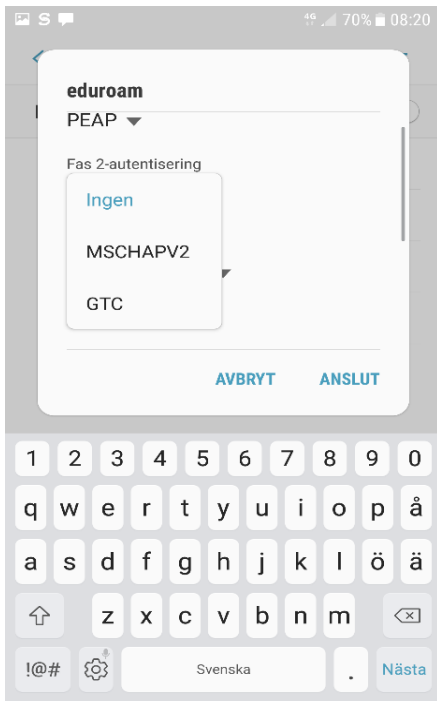 4G 70% 08:20
eduroam
PEAP
Fas 2-autentisering
Ingen
MSCHAPV2
GTC
AVBRYT ANSLUT
1 2 3 4 5 6 7 8 9 0
q w e r t y u i o p å
a s d f g h j k l ö ä
z x c v b n m
!@# Svenska . Nästa